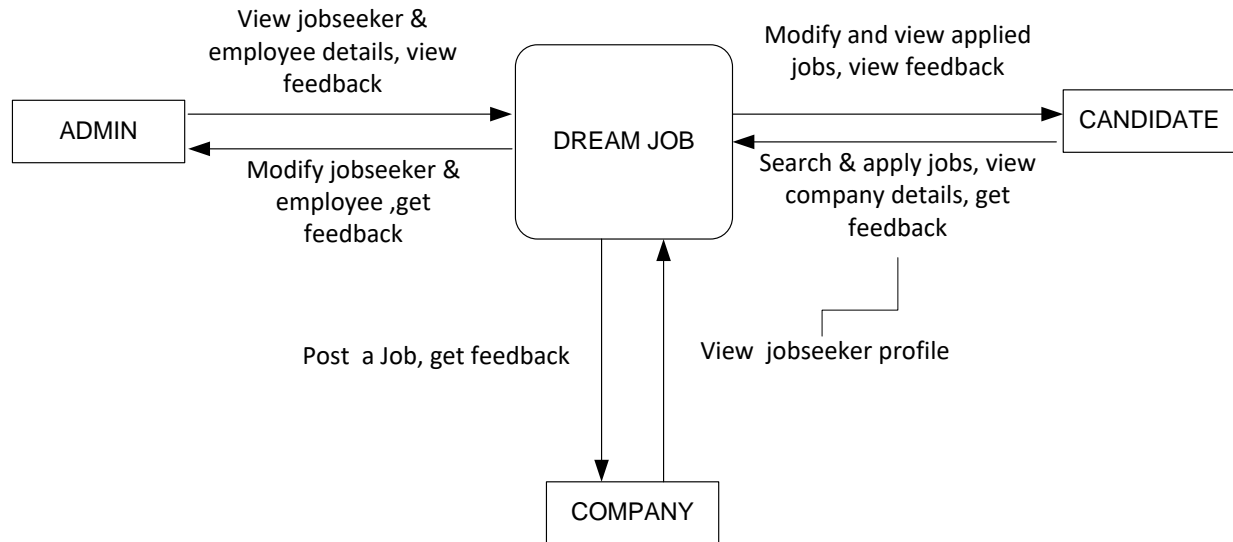 View jobseeker &
employee details, view
feedback
ADMIN
Modify jobseeker &
employee ,get
feedback
DREAM JOB
Modify and view applied
jobs, view feedback
CANDIDATE
Search & apply jobs, view
company details, get
feedback
Post  a Job, get feedback
View  jobseeker profile
COMPANY